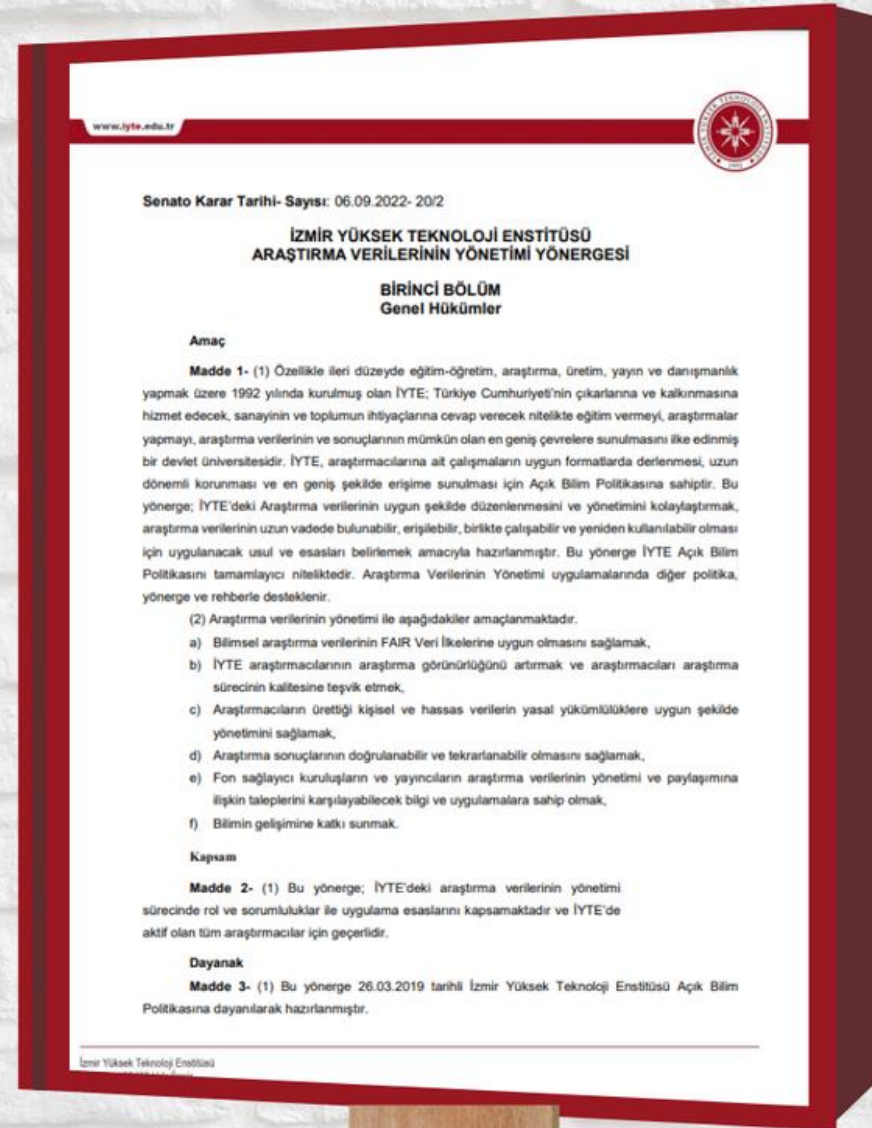 www.iyte.edu.tr
Senato Karar Tarihi- Sayısı: 06.09.2022- 20/2
İZMİR YÜKSEK TEKNOLOJİ ENSTİTÜSÜ
ARAŞTIRMA VERİLERİNİN YÖNETİMİ YÖNERGESİ
BİRİNCİ BÖLÜM
Genel Hükümler
Amaç
Madde 1- (1) Özellikle ileri düzeyde eğitim-öğretim, araştırma, üretim, yayın ve danışmanlık
yapmak üzere 1992 yılında kurulmuş olan İYTE; Türkiye Cumhuriyeti'nin çıkarlarına ve kalkınmasına
hizmet edecek, sanayinin ve toplumun ihtiyaçlarına cevap verecek nitelikte eğitim vermeyi, araştırmalar
yapmayı, araştırma verilerinin ve sonuçlarının mümkün olan en geniş çevrelere sunulmasını ilke edinmiş
bir devlet üniversitesidir. İYTE, araştırmacılarına ait çalışmaların uygun formatlarda derlenmesi, uzun
dönemli korunması ve en geniş şekilde erişime sunulması için Açık Bilim Politikasına sahiptir. Bu
yönerge; İYTE'deki Araştırma verilerinin uygun şekilde düzenlenmesini ve yönetimini kolaylaştırmak,
araştırma verilerinin uzun vadede bulunabilir, erişilebilir, birlikte çalışabilir ve yeniden kullanılabilir olması
için uygulanacak usul ve esasları belirlemek amacıyla hazırlanmıştır. Bu yönerge İYTE Açık Bilim
Politikasını tamamlayıcı niteliktedir. Araştırma Verilerinin Yönetimi uygulamalarında diğer politika,
yönerge ve rehberle desteklenir.
(2) Araştırma verilerinin yönetimi ile aşağıdakiler amaçlanmaktadır.
a) Bilimsel araştırma verilerinin FAIR Veri İlkelerine uygun olmasını sağlamak,
b) İYTE araştırmacılarının araştırma görünürlüğünü artırmak ve araştırmacıları araştırma
sürecinin kalitesine teşvik etmek,
c) Araştırmacıların ürettiği kişisel ve hassas verilerin yasal yükümlülüklere uygun şekilde
yönetimini sağlamak,
d) Araştırma sonuçlarının doğrulanabilir ve tekrarlanabilir olmasını sağlamak,
e) Fon sağlayıcı kuruluşların ve yayıncıların araştırma verilerinin yönetimi ve paylaşımına
ilişkin taleplerini karşılayabilecek bilgi ve uygulamalara sahip olmak,
f) Bilimin gelişimine katkı sunmak.
Kapsam
Madde 2- (1) Bu yönerge; İYTE'deki araştırma verilerinin yönetimi
sürecinde rol ve sorumluluklar ile uygulama esaslarını kapsamaktadır ve İYTE'de
aktif olan tüm araştırmacılar için geçerlidir.
Dayanak
Madde 3- (1) Bu yönerge 26.03.2019 tarihli İzmir Yüksek Teknoloji Enstitüsü Açık Bilim
Politikasına dayanılarak hazırlanmıştır.
İzmir Yüksek Teknoloji Enstitüsü